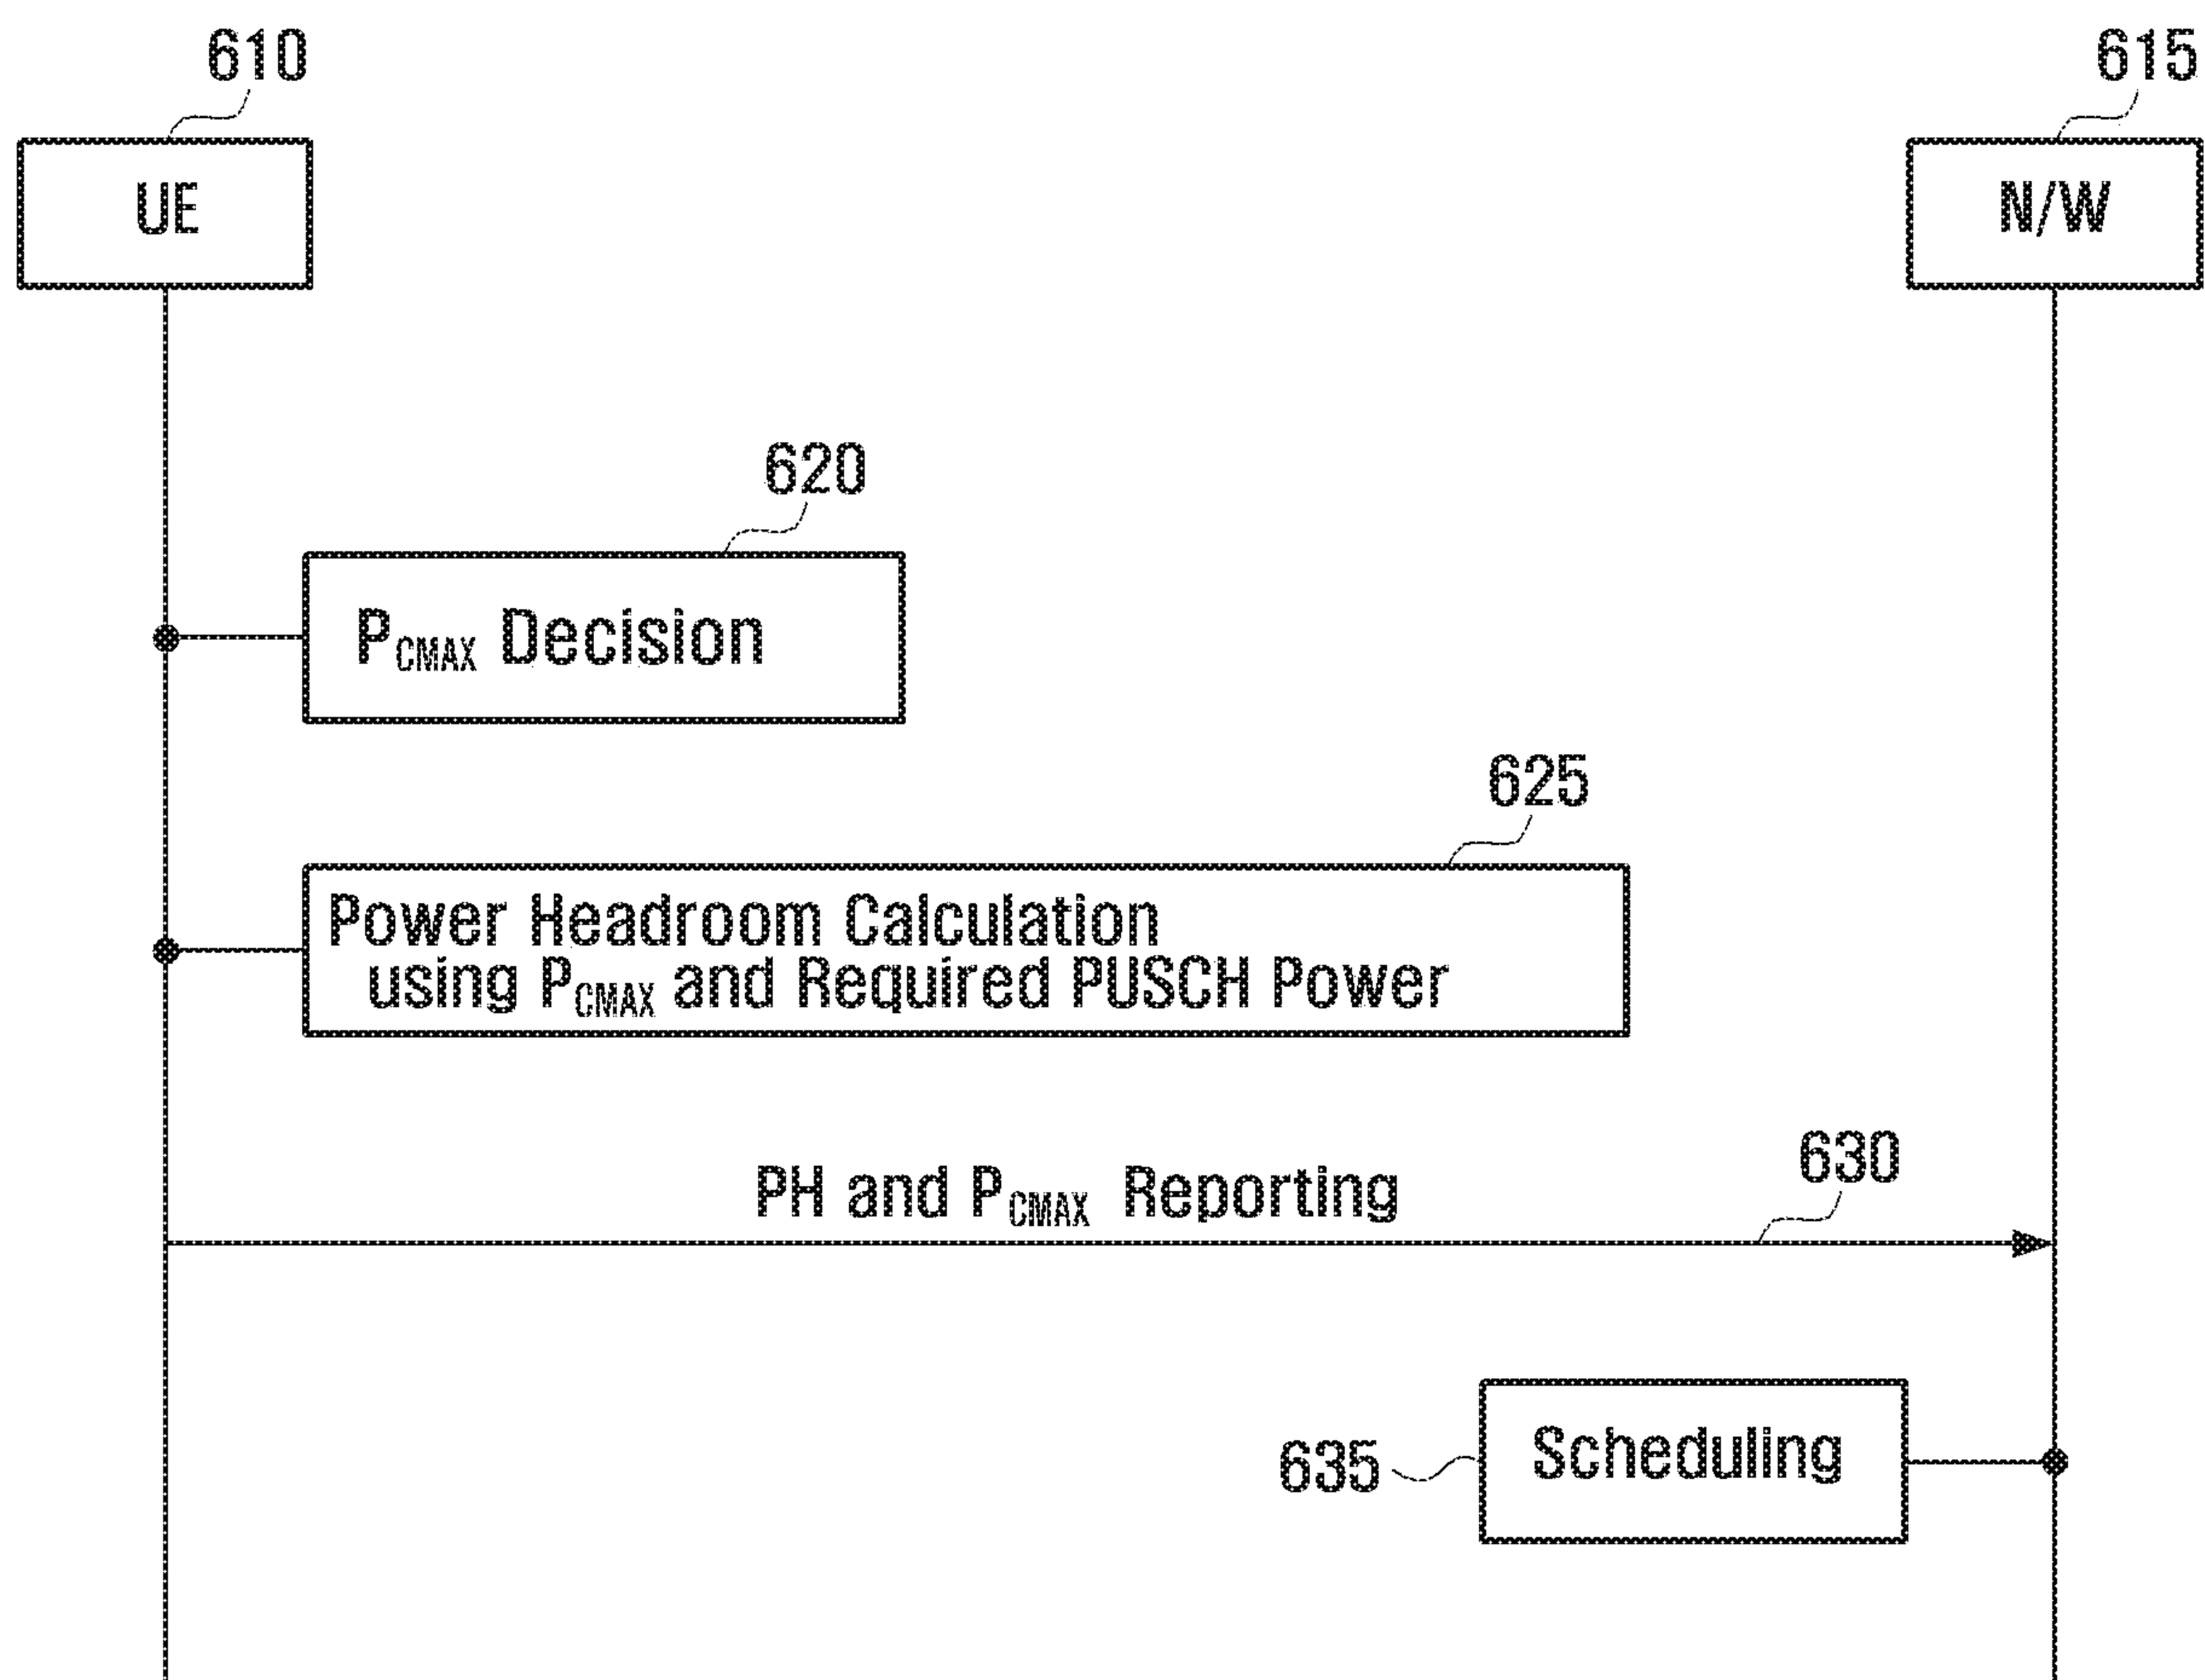 610
615
UE
N/W
620
PCMAX Decision
625
Power Headroom Calculation
using PCMAX and Required PUSCH Power
630
PH and PCMAX Reporting
635
Scheduling